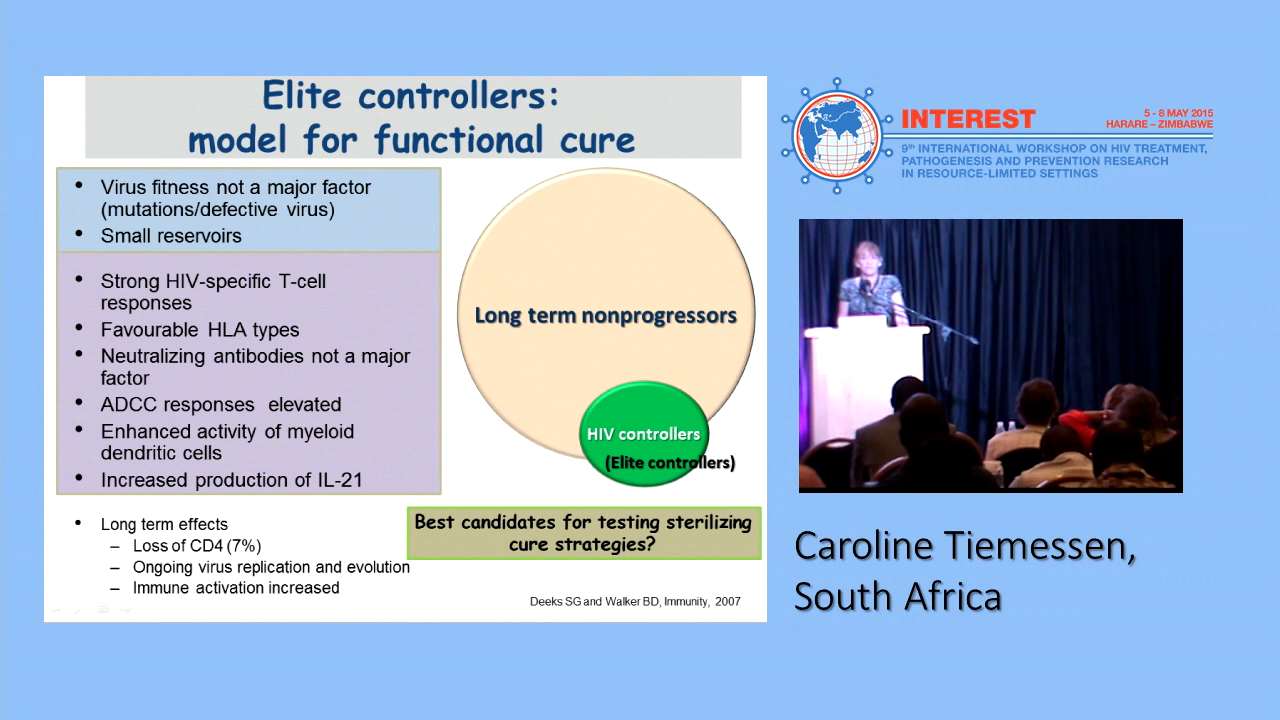 Elite controllers:
model for functional cure
• Virus fitness not a major factor
(mutations/defective virus)
• Small reservoirs
• Strong HIV-specific T-cell
responses
• Favourable HLA types
• Neutralizing antibodies not a major
factor
• ADCC responses elevated
• Enhanced activity of myeloid
dendritic cells
• Increased production of IL-21
• Long term effects
– Loss of CD4 (7%)
– Ongoing virus replication and evolution
– Immune activation increased
Long term nonprogressors
HIV controllers
(Elite controllers)
Best candidates for testing sterilizing
cure strategies?
Deeks SG and Walker BD, Immunity, 2007
INTEREST
5 - 8 MAY 2015
HARARE – ZIMBABWE
9th INTERNATIONAL WORKSHOP ON HIV TREATMENT,
PATHOGENESIS AND PREVENTION RESEARCH
IN RESOURCE-LIMITED SETTINGS
Caroline Tiemessen,
South Africa